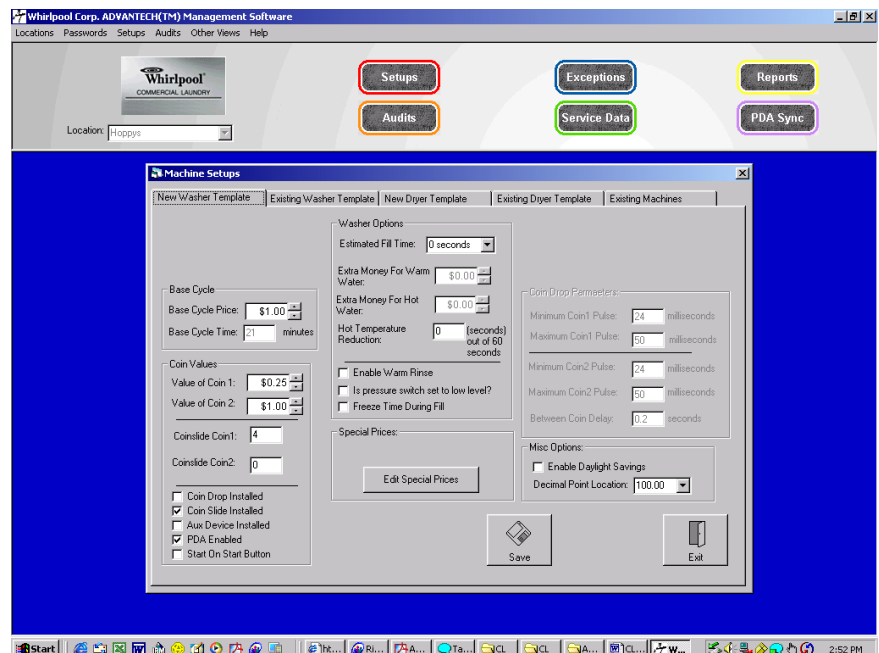 Whirlpool Corp. ADVANTECH(TM) Management Software
Locations Passwords Setups Audits Other Views Help
Whirlpool
COMMERCIAL LAUNDRY
Location: Hoppys
Setups
Exceptions
Reports
Audits
Service Data
PDA Sync
Machine Setups
New Washer Template
Existing Washer Template
New Dryer Template
Existing Dryer Template
Existing Machines
Base Cycle
Base Cycle Price: $1.00
Base Cycle Time: 21 minutes
Coin Values
Value of Coin 1: $0.25
Value of Coin 2: $1.00
Coinslide Coin1: 4
Coinslide Coin2: 0
Coin Drop Installed
Coin Slide Installed
Aux Device Installed
PDA Enabled
Start On Start Button
Washer Options
Estimated Fill Time: 0 seconds
Extra Money For Warm
Water: $0.00
Extra Money For Hot
Water: $0.00
Hot Temperature
Reduction: 0 (seconds)
out of 60
seconds
Enable Warm Rinse
Is pressure switch set to low level?
Freeze Time During Fill
Special Prices:
Edit Special Prices
Coin Drop Permaeters:
Minimum Coin1 Pulse: 24 milliseconds
Maximum Coin1 Pulse: 50 milliseconds
Minimum Coin2 Pulse: 24 milliseconds
Maximum Coin2 Pulse: 50 milliseconds
Between Coin Delay: 0.2 seconds
Misc Options:
Enable Daylight Savings
Decimal Point Location: 100.00
Save
Exit
Start
ht... Ri... A... Ta... CL CL A... CL... W...
2:52 PM